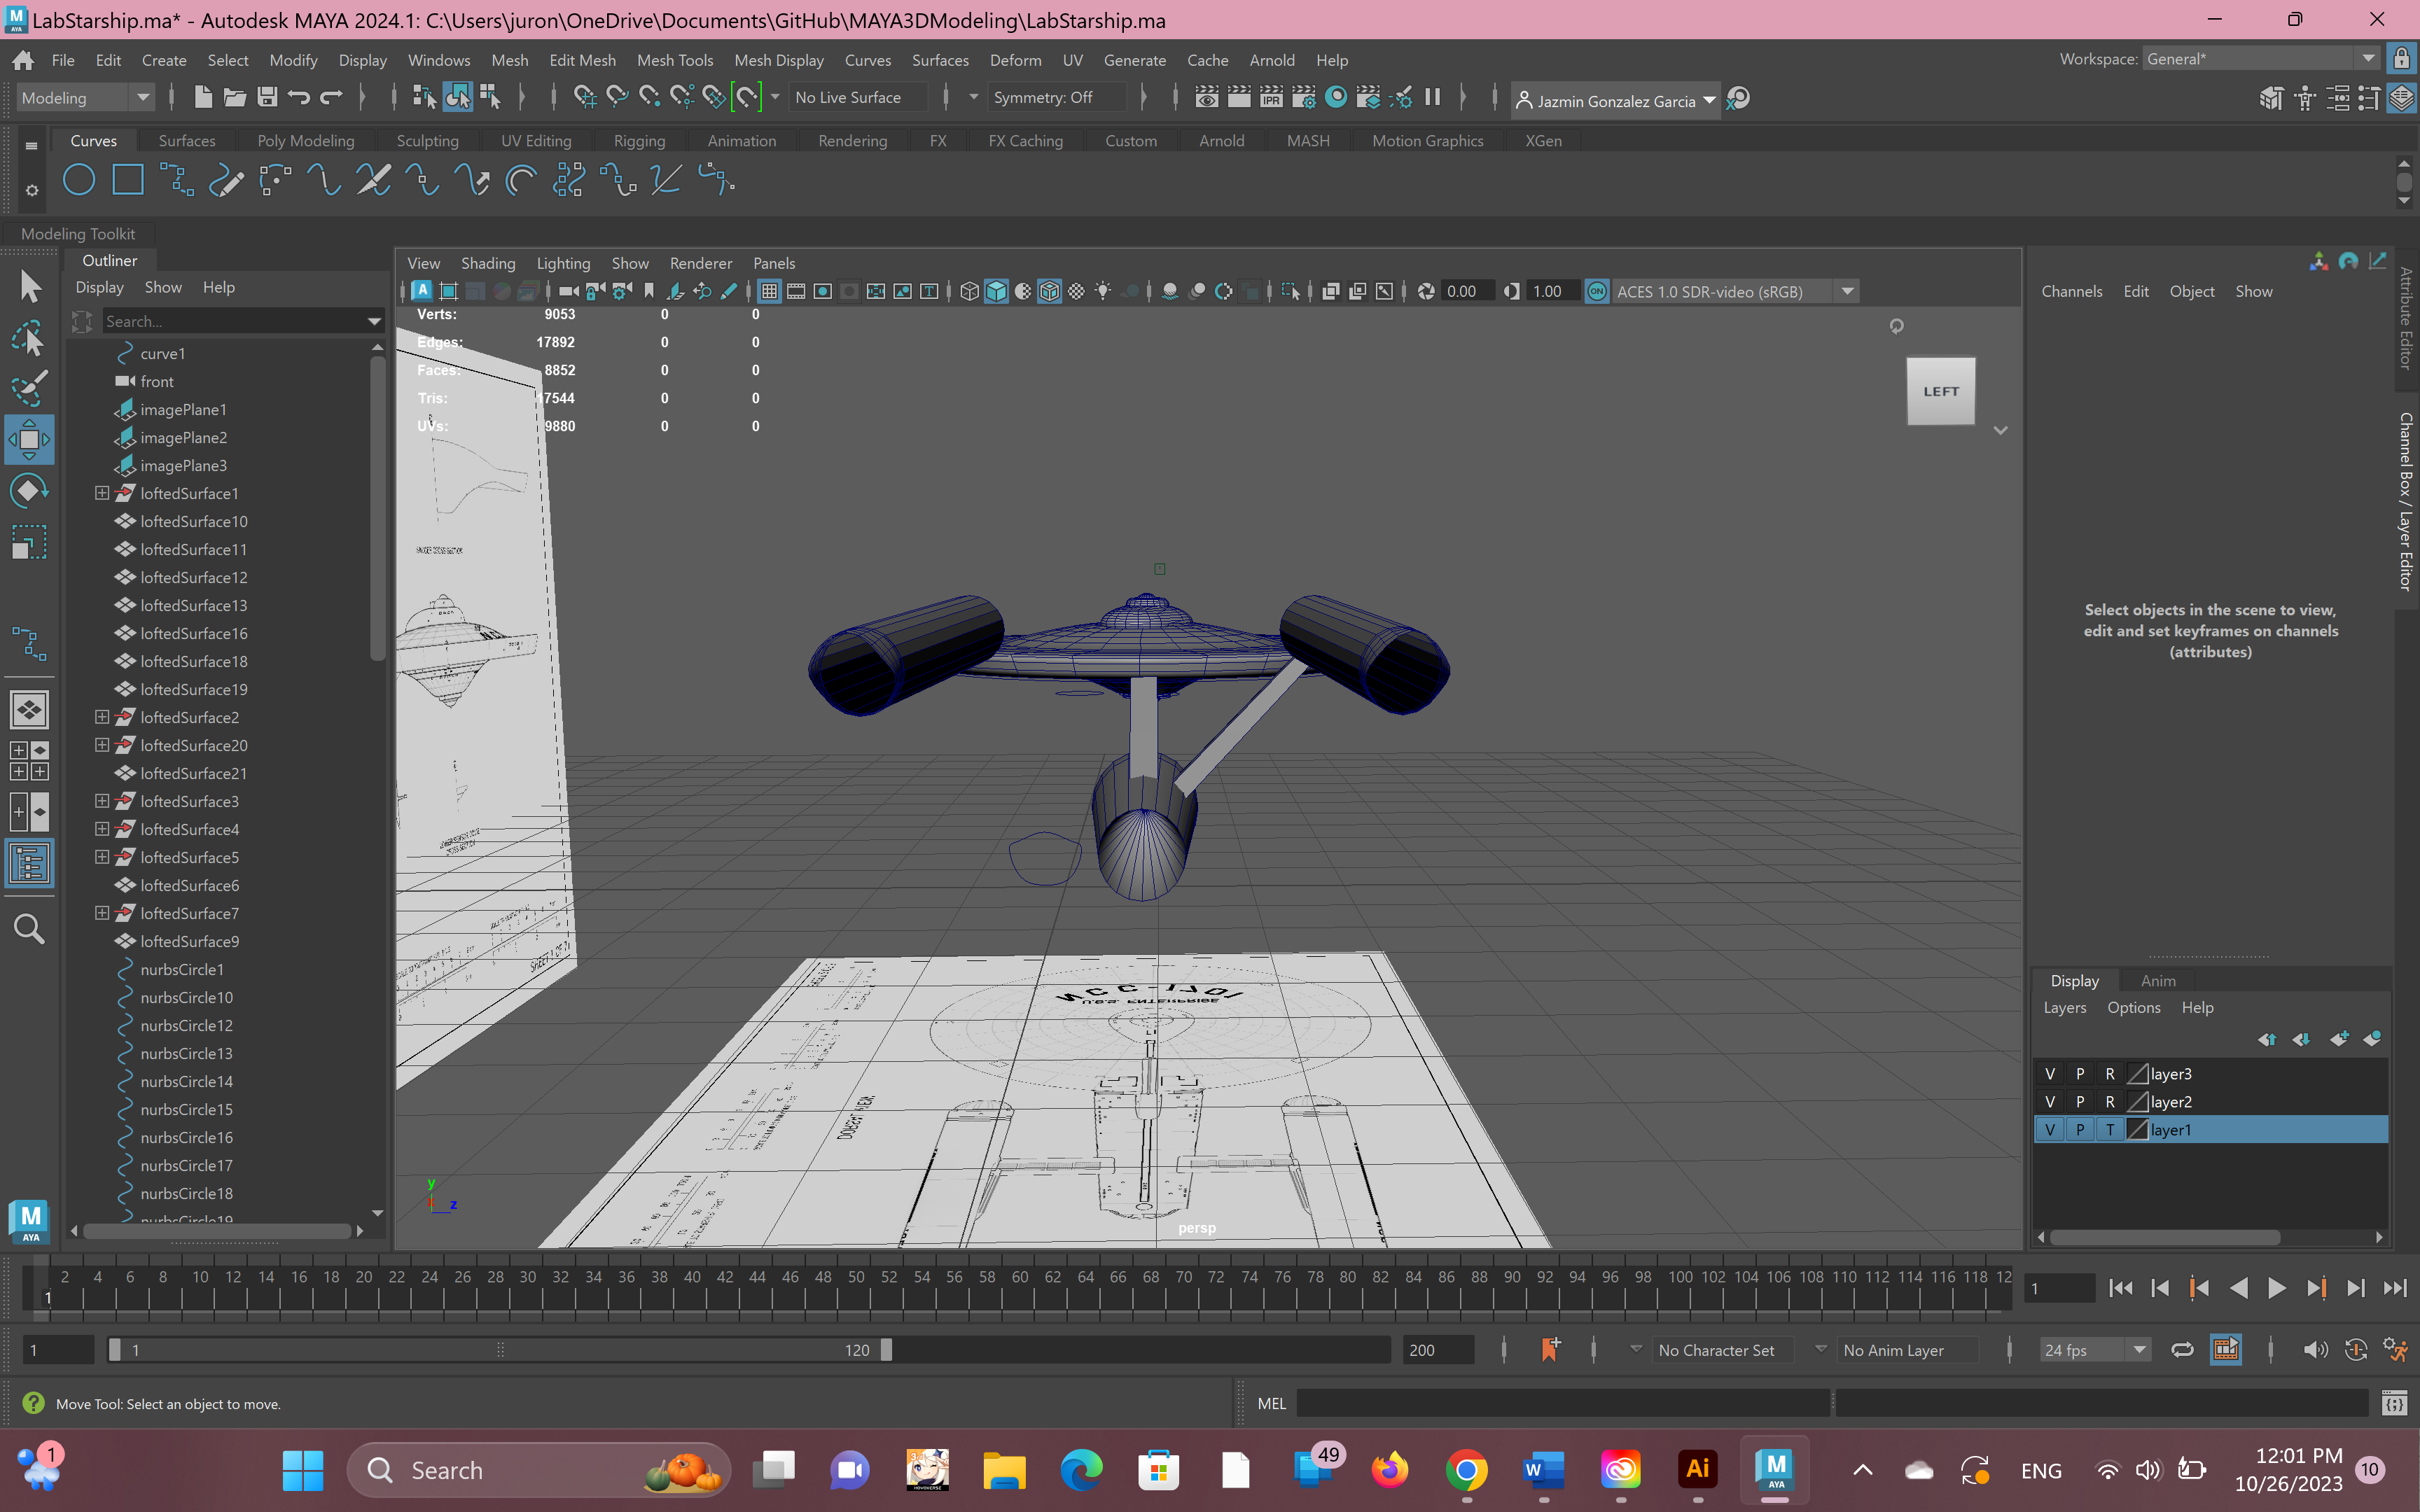 LabStarship.ma* - Autodesk MAYA 2024.1: C:\Users\juron\OneDrive\Documents\GitHub\MAYA3DModeling\LabStarship.ma
File Edit Create Select Modify Display Windows Mesh Edit Mesh Mesh Tools Mesh Display Curves Surfaces Deform UV Generate Cache Arnold Help
Workspace: General*
Modeling
No Live Surface
Symmetry: Off
IPR
Jazmin Gonzalez Garcia
Curves Surfaces Poly Modeling Sculpting UV Editing Rigging Animation Rendering FX FX Caching Custom Arnold MASH Motion Graphics XGen
Modeling Toolkit
Outliner
Display Show Help
Search...
curve1
front
imagePlane1
imagePlane2
imagePlane3
loftedSurface1
loftedSurface10
loftedSurface11
loftedSurface12
loftedSurface13
loftedSurface16
loftedSurface18
loftedSurface19
loftedSurface2
loftedSurface20
loftedSurface21
loftedSurface3
loftedSurface4
loftedSurface5
loftedSurface6
loftedSurface7
loftedSurface9
nurbsCircle1
nurbsCircle10
nurbsCircle12
nurbsCircle13
nurbsCircle14
nurbsCircle15
nurbsCircle16
nurbsCircle17
nurbsCircle18
nurbsCircle19
View Shading Lighting Show Renderer Panels
0.00
1.00
ON
ACES 1.0 SDR-video (sRGB)
Verts: 9053 0 0
Edges: 17892 0 0
Faces: 8852 0 0
Tris: 17544 0 0
UVs: 9880 0 0
LEFT
NCC-1701
U.S.S. ENTERPRISE
SHEET 1 OF
y
z
persp
Channels Edit Object Show
Attribute Editor
Channel Box / Layer Editor
Select objects in the scene to view,
edit and set keyframes on channels
(attributes)
Display Anim
Layers Options Help
V P R layer3
V P R layer2
V P T layer1
MAYA
2 4 6 8 10 12 14 16 18 20 22 24 26 28 30 32 34 36 38 40 42 44 46 48 50 52 54 56 58 60 62 64 66 68 70 72 74 76 78 80 82 84 86 88 90 92 94 96 98 100 102 104 106 108 110 112 114 116 118 12
1
1
1
1
120
200
No Character Set
No Anim Layer
24 fps
Move Tool: Select an object to move.
MEL
1
Search
49
ENG
12:01 PM
10/26/2023
10